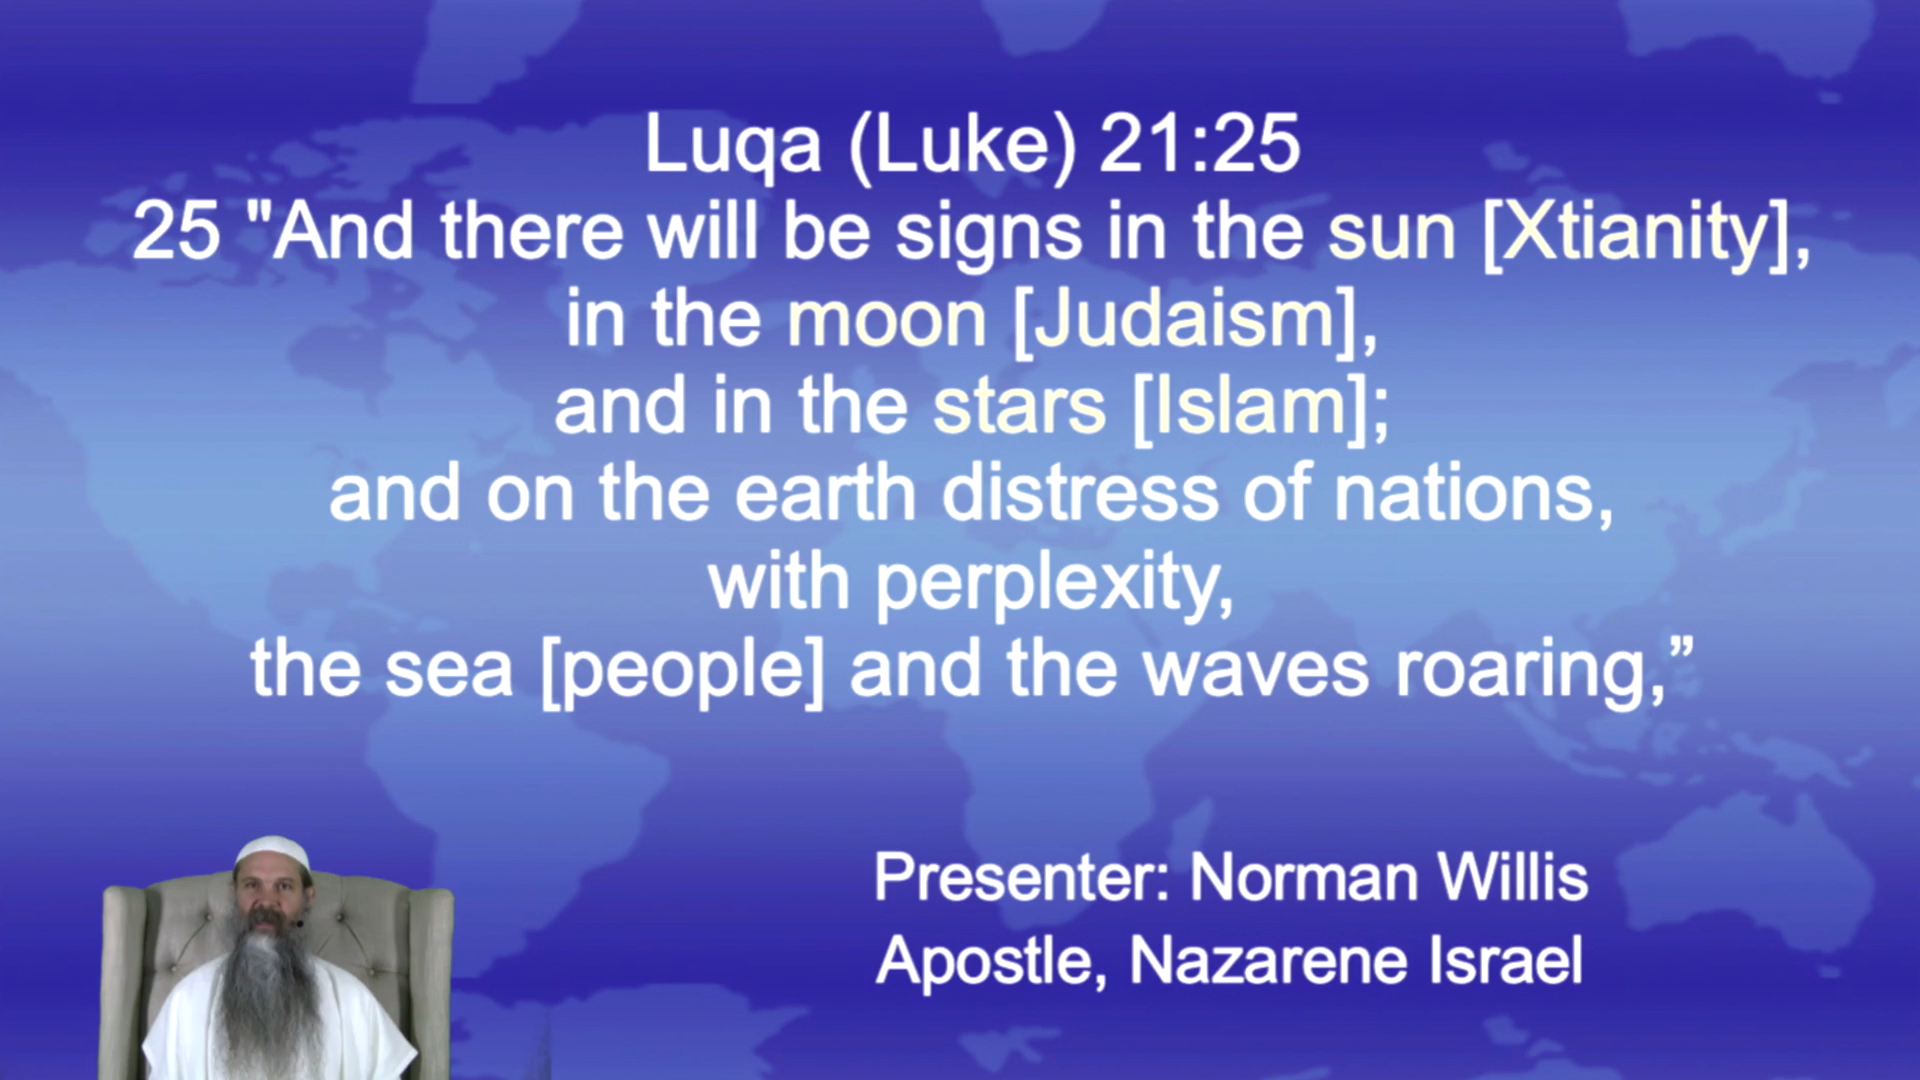 Luqa (Luke) 21:25
25 "And there will be signs in the sun [Xtianity],
in the moon [Judaism],
and in the stars [Islam];
and on the earth distress of nations,
with perplexity,
the sea [people] and the waves roaring,”
Presenter: Norman Willis
Apostle, Nazarene Israel